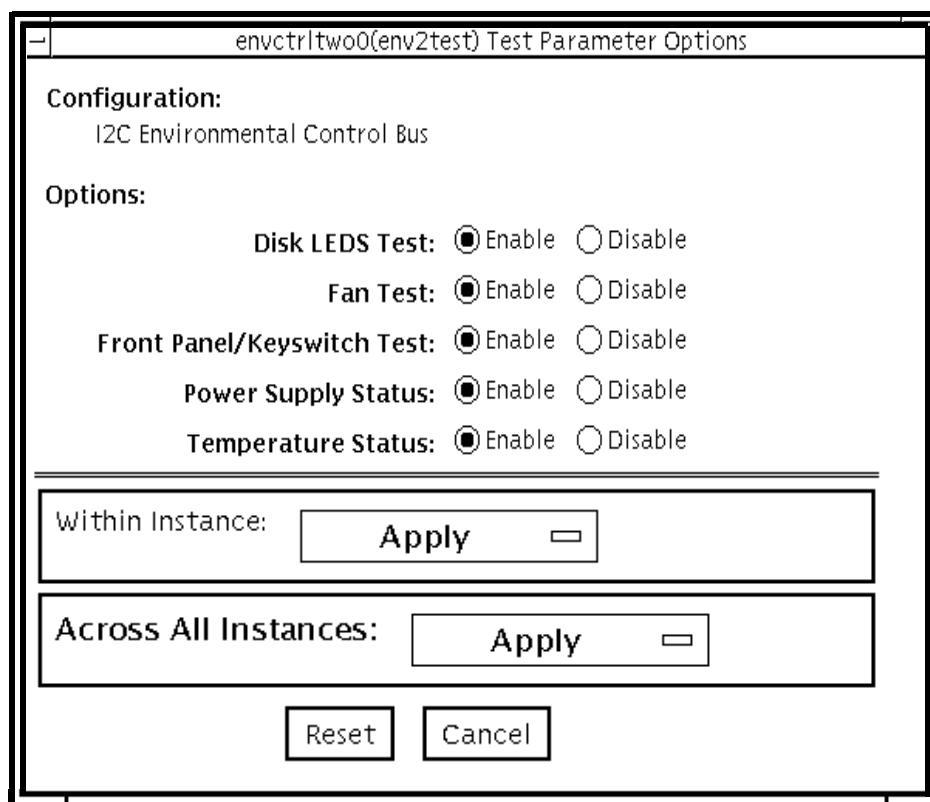 envctrltwo0(env2test) Test Parameter Options
Configuration:
I2C Environmental Control Bus
Options:
Disk LEDS Test: Enable Disable
Fan Test: Enable Disable
Front Panel/Keyswitch Test: Enable Disable
Power Supply Status: Enable Disable
Temperature Status: Enable Disable
Within Instance: Apply
Across All Instances: Apply
Reset Cancel